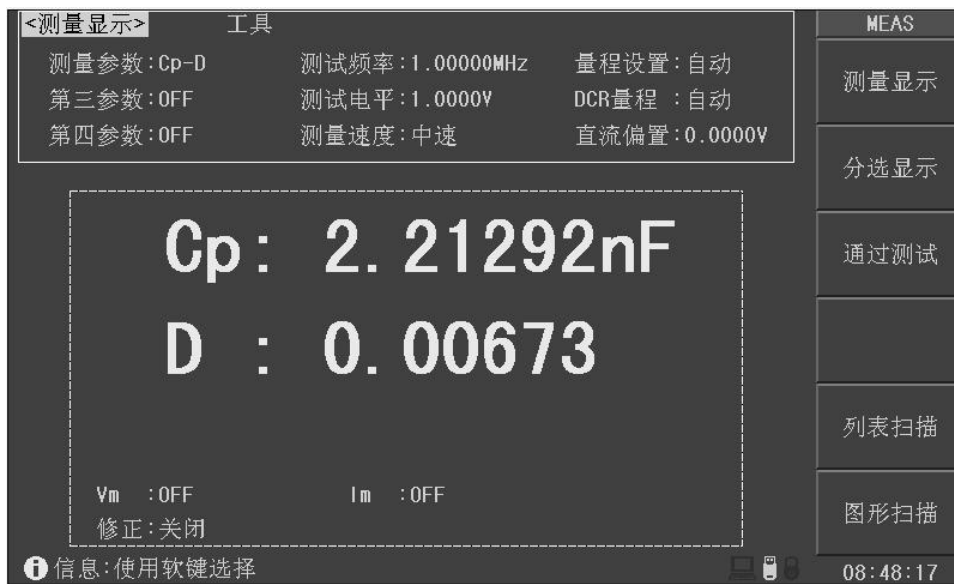 <测量显示> 工具 MEAS
测量参数:Cp-D 测试频率:1.00000MHz 量程设置:自动
第三参数:OFF 测试电平:1.0000V DCR量程 :自动
第四参数:OFF 测量速度:中速 直流偏置:0.0000V
Cp: 2.21292nF
D : 0.00673
Vm :OFF Im :OFF
修正:关闭
信息:使用软键选择
测量显示
分选显示
通过测试
列表扫描
图形扫描
08:48:17